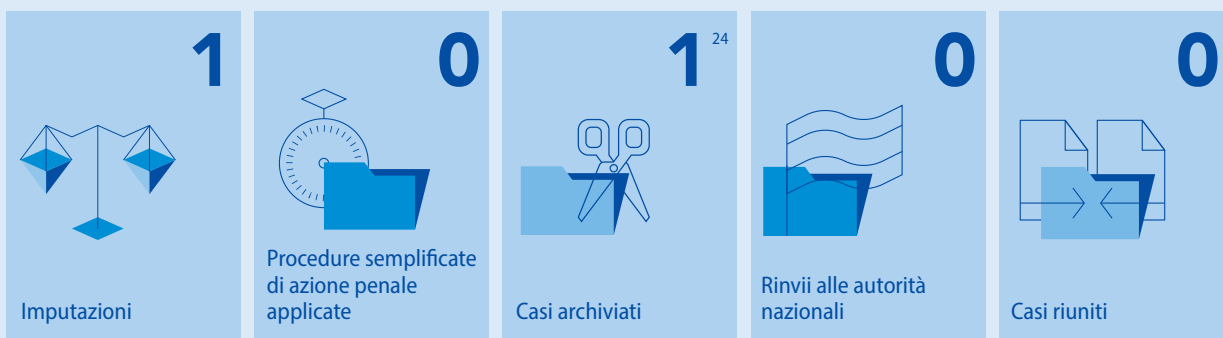 1
Imputazioni
0
Procedure semplificate
di azione penale
applicate
1 24
Casi archiviati
0
Rinvii alle autorità
nazionali
0
Casi riuniti